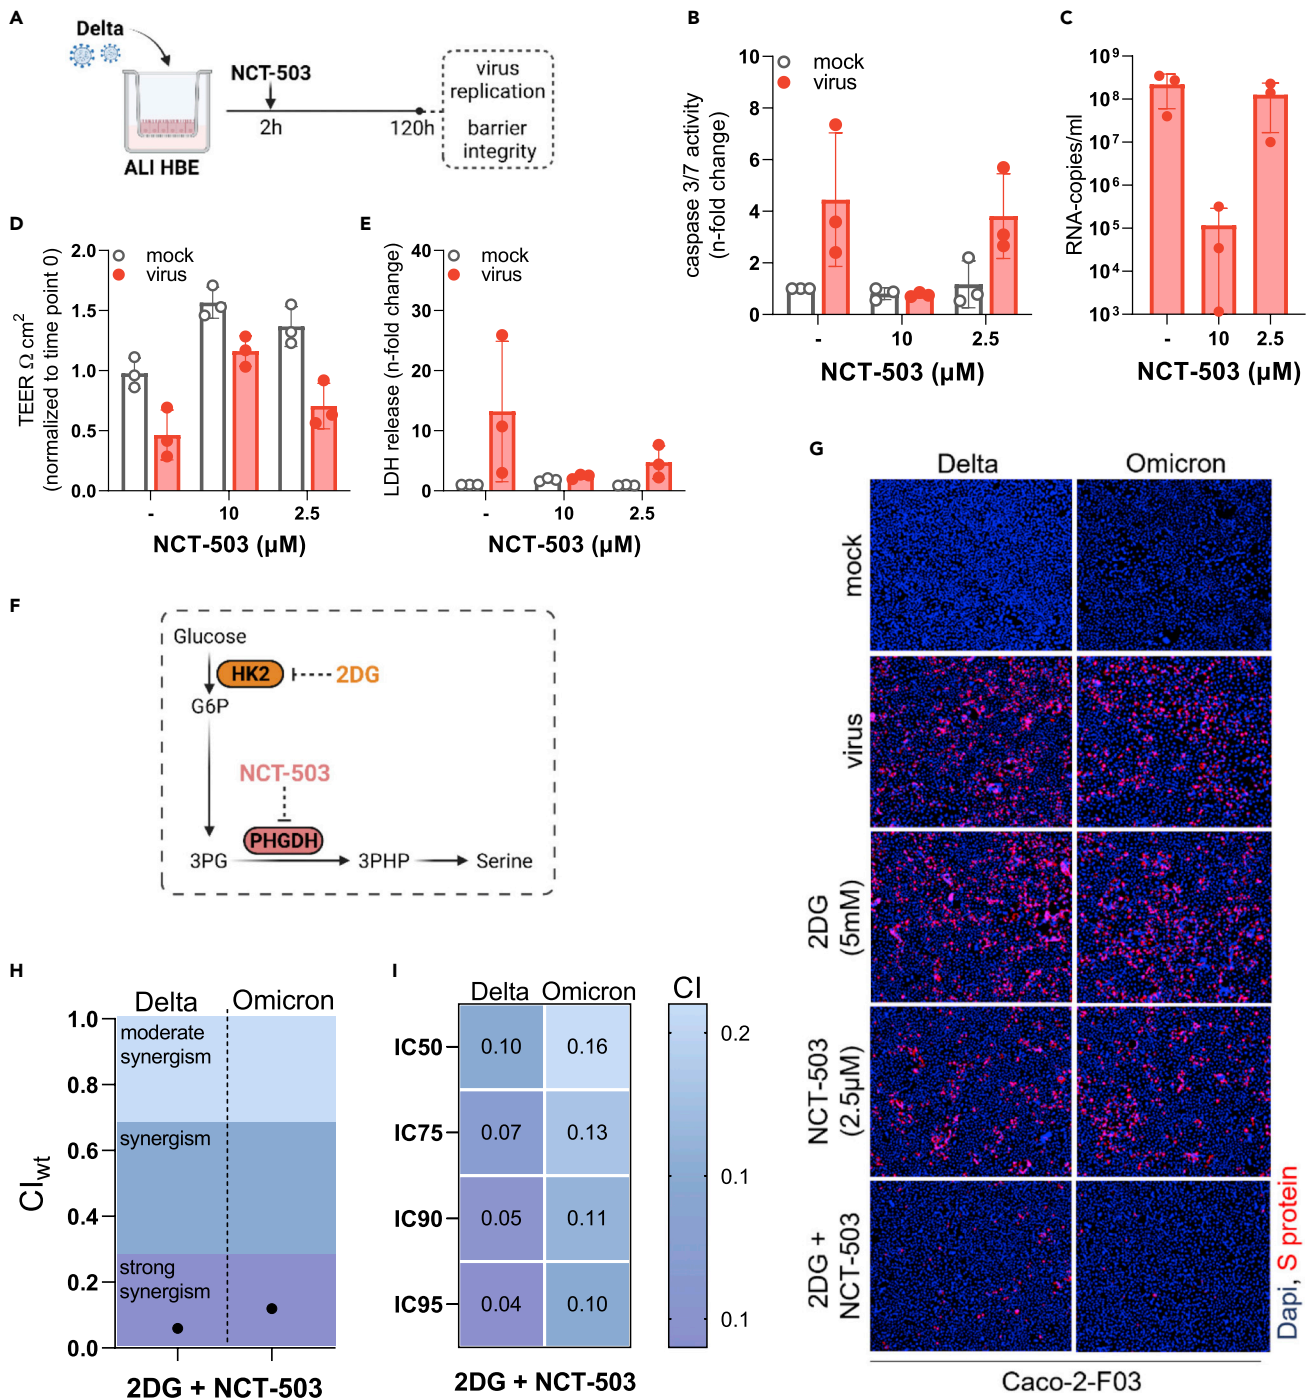 A
Delta
NCT-503
2h
120h
virus
replication
barrier
integrity
ALI HBE
B
mock
virus
caspase 3/7 activity
(n-fold change)
10
8
6
4
2
0
-
10
2.5
NCT-503 (µM)
C
RNA-copies/ml
10⁹
10⁸
10⁷
10⁶
10⁵
10⁴
10³
-
10
2.5
NCT-503 (µM)
D
mock
virus
TEER Ω cm²
(normalized to time point 0)
2.0
1.5
1.0
0.5
0.0
-
10
2.5
NCT-503 (µM)
E
mock
virus
LDH release (n-fold change)
40
30
20
10
0
-
10
2.5
NCT-503 (µM)
F
Glucose
HK2
2DG
G6P
NCT-503
PHGDH
3PG
3PHP
Serine
G
Delta
Omicron
mock
virus
2DG
(5mM)
NCT-503
(2.5µM)
2DG +
NCT-503
Dapi, S protein
Caco-2-F03
H
Delta
Omicron
CIwt
1.0
0.8
0.6
0.4
0.2
0.0
moderate
synergism
synergism
strong
synergism
2DG + NCT-503
I
Delta
Omicron
IC50
0.10
0.16
IC75
0.07
0.13
IC90
0.05
0.11
IC95
0.04
0.10
2DG + NCT-503
CI
0.2
0.1
0.1